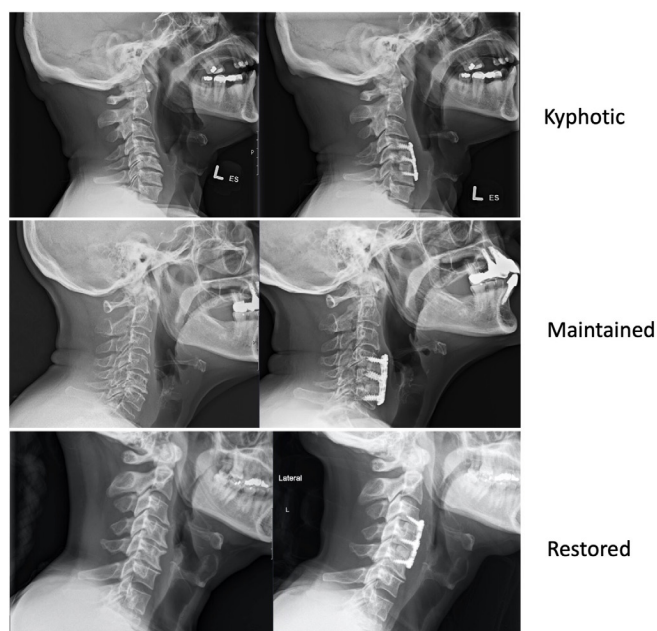 Kyphotic
P
L ES
L ES
Maintained
Lateral
L
Restored